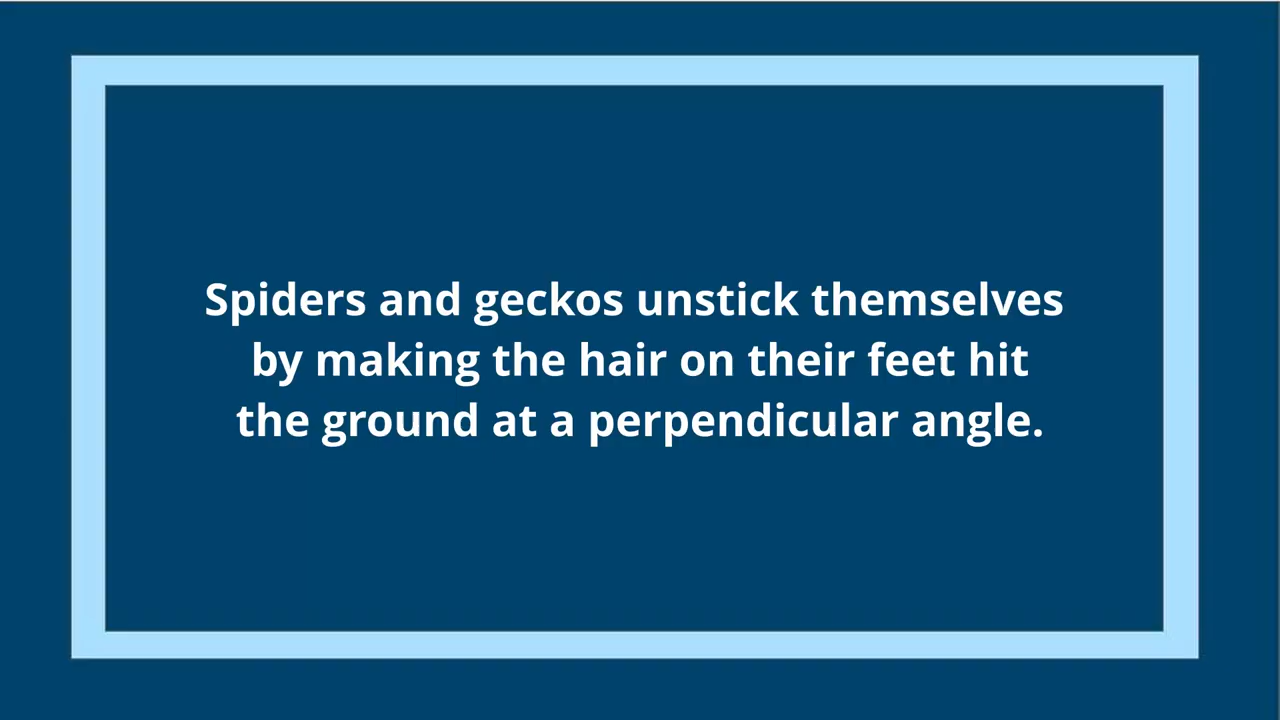 Spiders and geckos unstick themselves
by making the hair on their feet hit
the ground at a perpendicular angle.